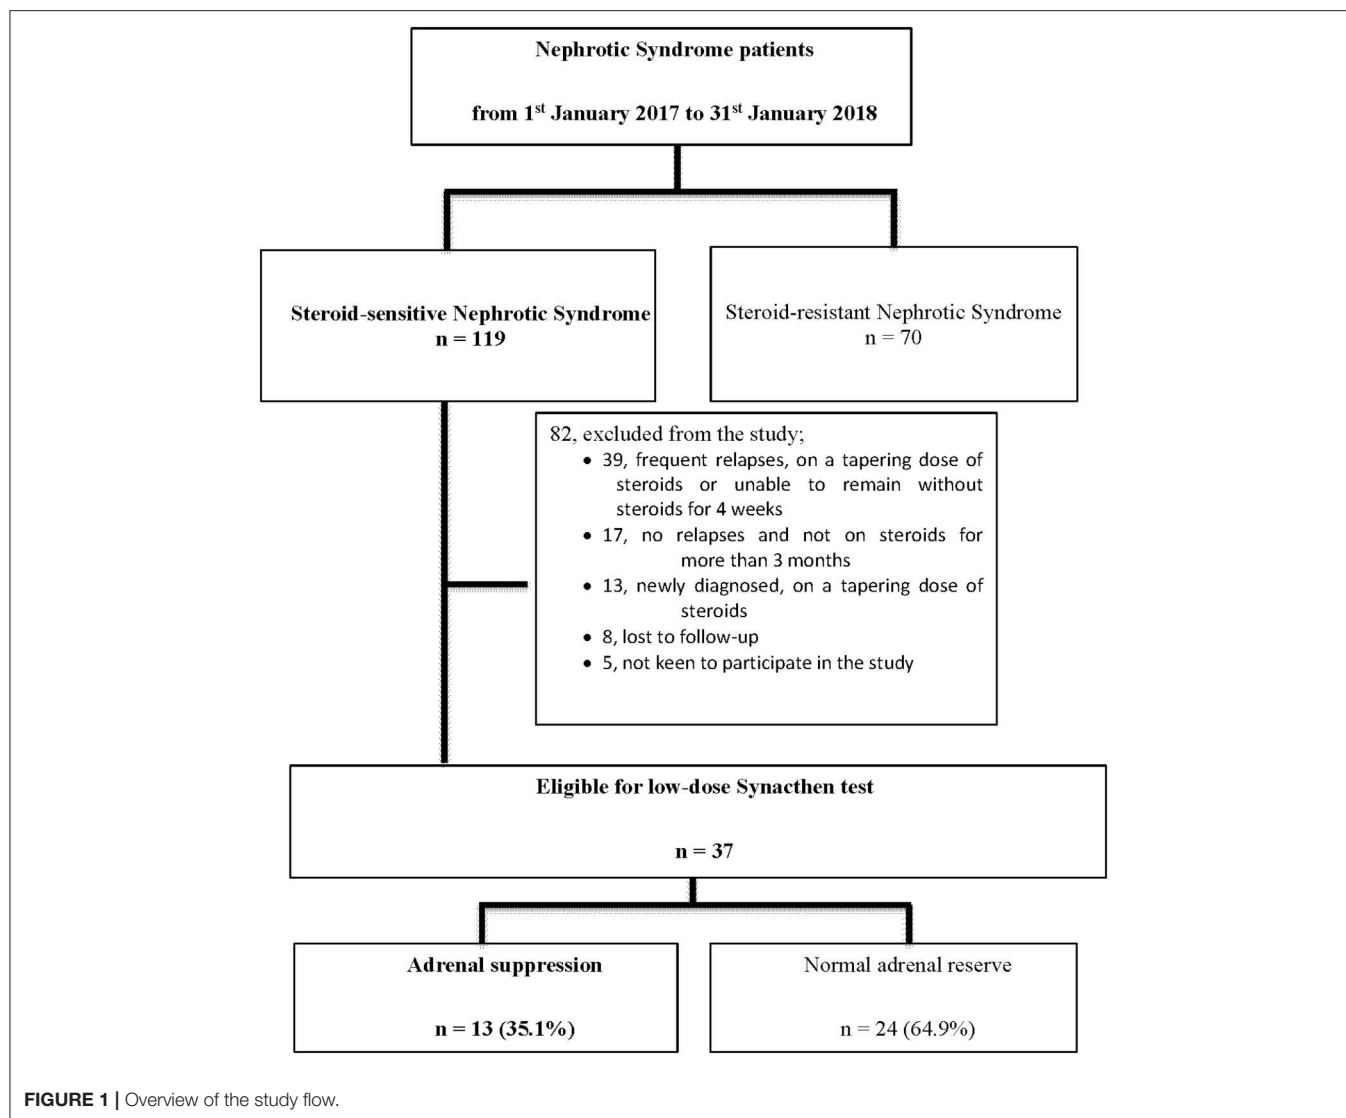 Nephrotic Syndrome patients
from 1st January 2017 to 31st January 2018
Steroid-sensitive Nephrotic Syndrome
n = 119
Steroid-resistant Nephrotic Syndrome
n = 70
82, excluded from the study;
• 39, frequent relapses, on a tapering dose of
steroids or unable to remain without
steroids for 4 weeks
• 17, no relapses and not on steroids for
more than 3 months
• 13, newly diagnosed, on a tapering dose of
steroids
• 8, lost to follow-up
• 5, not keen to participate in the study
Eligible for low-dose Synacthen test
n = 37
Adrenal suppression
n = 13 (35.1%)
Normal adrenal reserve
n = 24 (64.9%)
FIGURE 1 | Overview of the study flow.